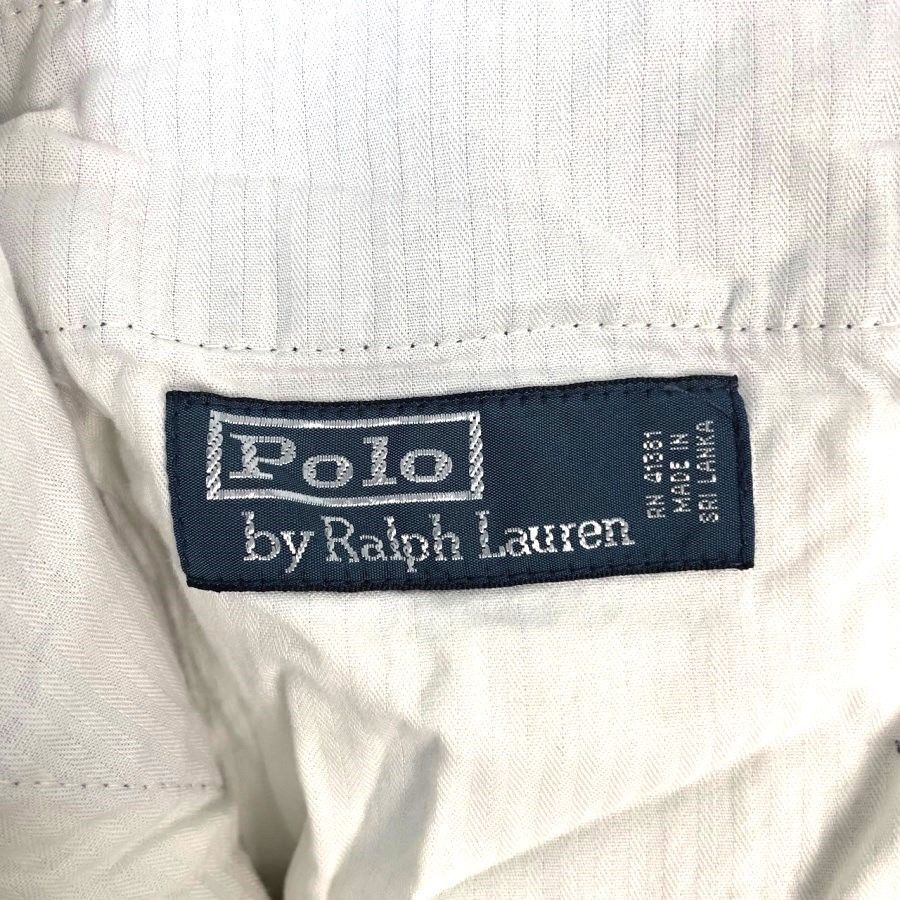 Polo
by Ralph Lauren
RN 41381
MADE IN
SRI LANKA